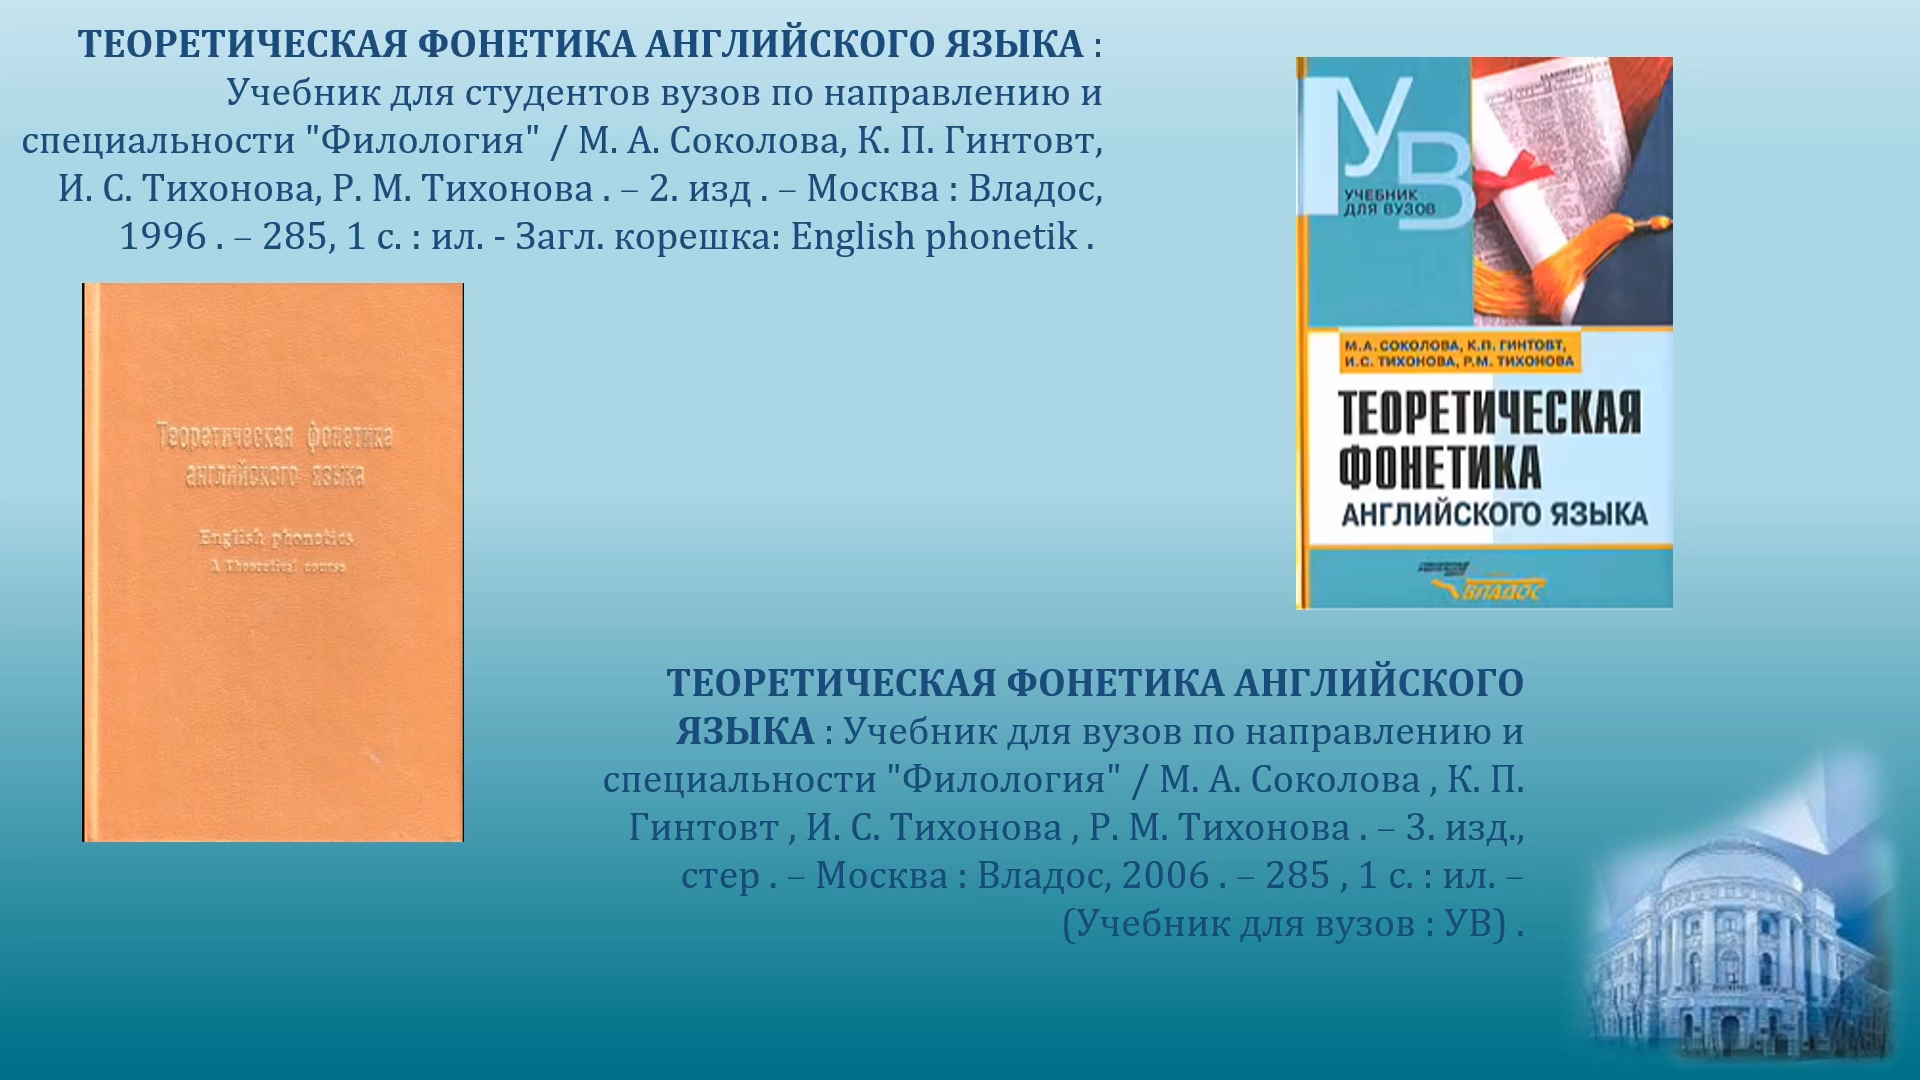 ТЕОРЕТИЧЕСКАЯ ФОНЕТИКА АНГЛИЙСКОГО ЯЗЫКА :
Учебник для студентов вузов по направлению и
специальности "Филология" / М. А. Соколова, К. П. Гинтовт,
И. С. Тихонова, Р. М. Тихонова . – 2. изд . – Москва : Владос,
1996 . – 285, 1 с. : ил. - Загл. корешка: English phonetik .
Теоретическая фонетика
английского языка
English phonetics
A Theoretical course
УВ
УЧЕБНИК
ДЛЯ ВУЗОВ
М.А. СОКОЛОВА, К.П. ГИНТОВТ,
И.С. ТИХОНОВА, Р.М. ТИХОНОВА
ТЕОРЕТИЧЕСКАЯ
ФОНЕТИКА
АНГЛИЙСКОГО ЯЗЫКА
ВЛАДОС
ТЕОРЕТИЧЕСКАЯ ФОНЕТИКА АНГЛИЙСКОГО
ЯЗЫКА : Учебник для вузов по направлению и
специальности "Филология" / М. А. Соколова , К. П.
Гинтовт , И. С. Тихонова , Р. М. Тихонова . – 3. изд.,
стер . – Москва : Владос, 2006 . – 285 , 1 с. : ил. –
(Учебник для вузов : УВ) .